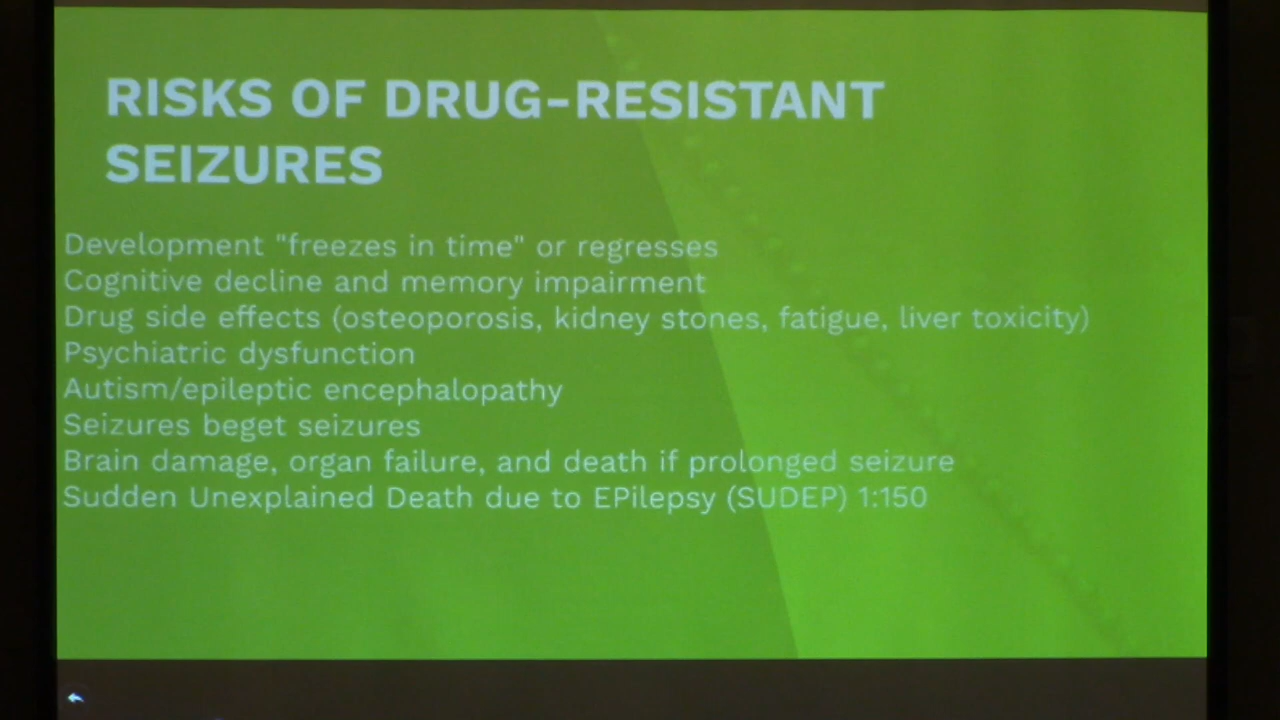 RISKS OF DRUG-RESISTANT
SEIZURES
Development "freezes in time" or regresses
Cognitive decline and memory impairment
Drug side effects (osteoporosis, kidney stones, fatigue, liver toxicity)
Psychiatric dysfunction
Autism/epileptic encephalopathy
Seizures beget seizures
Brain damage, organ failure, and death if prolonged seizure
Sudden Unexplained Death due to EPilepsy (SUDEP) 1:150